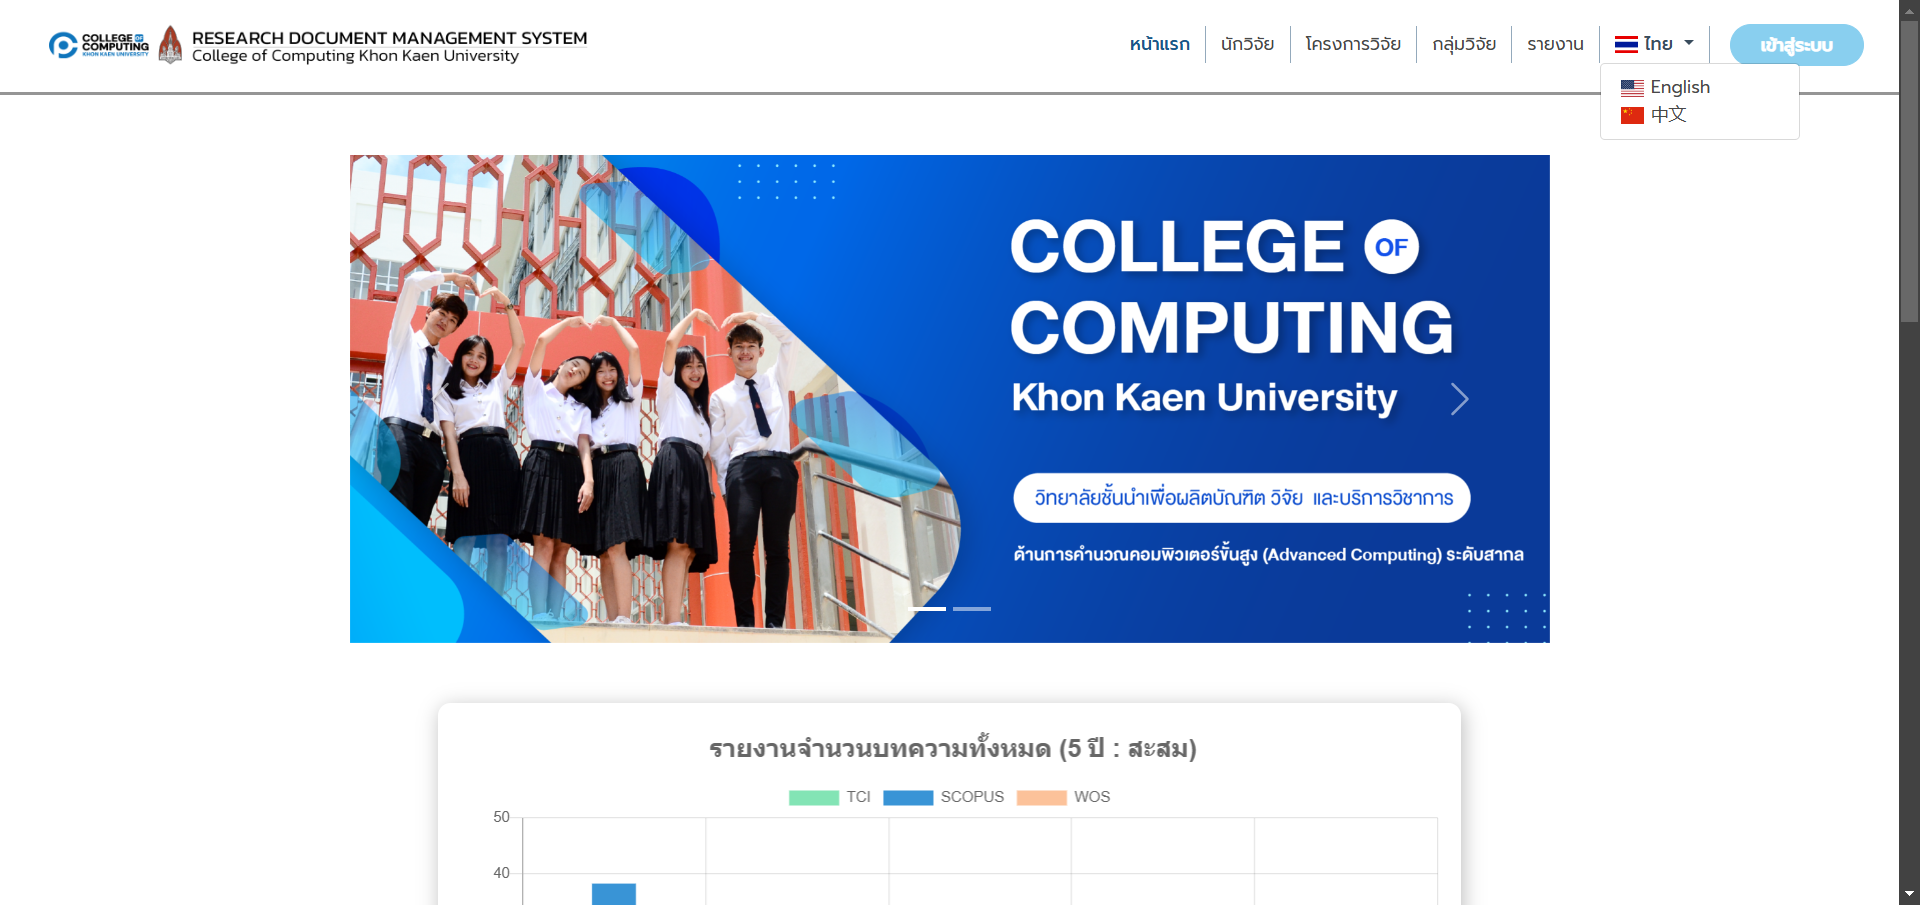 COLLEGE OF
COMPUTING
KHON KAEN UNIVERSITY
RESEARCH DOCUMENT MANAGEMENT SYSTEM
College of Computing Khon Kaen University
หน้าแรก
นักวิจัย
โครงการวิจัย
กลุ่มวิจัย
รายงาน
ไทย
เข้าสู่ระบบ
English
中文
COLLEGE OF
COMPUTING
Khon Kaen University
วิทยาลัยชั้นนำเพื่อผลิตบัณฑิต วิจัย และบริการวิชาการ
ด้านการคำนวณคอมพิวเตอร์ขั้นสูง (Advanced Computing) ระดับสากล
รายงานจำนวนบทความทั้งหมด (5 ปี : สะสม)
TCI SCOPUS WOS
50
40